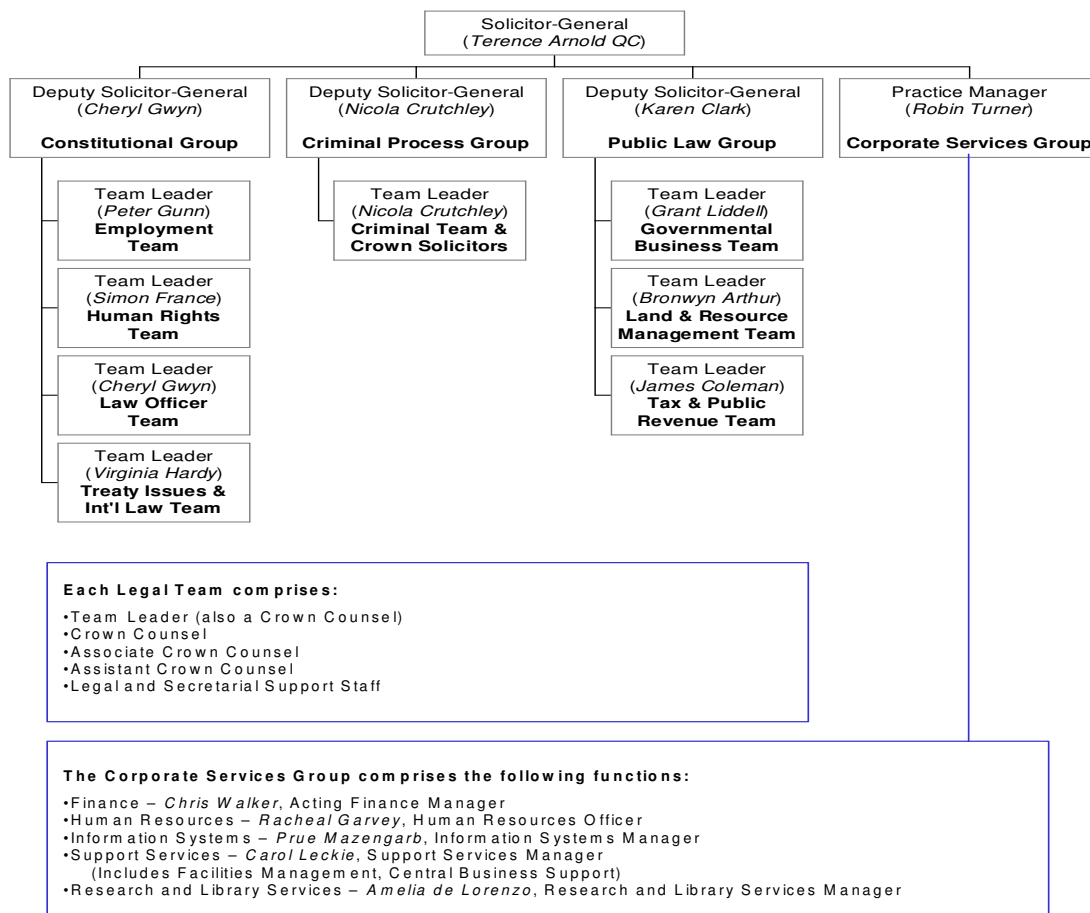 Solicitor-General
(Terence Arnold QC)
Deputy Solicitor-General
(Cheryl Gwyn)
Constitutional Group
Deputy Solicitor-General
(Nicola Crutchley)
Criminal Process Group
Deputy Solicitor-General
(Karen Clark)
Public Law Group
Practice Manager
(Robin Turner)
Corporate Services Group
Team Leader
(Peter Gunn)
Employment
Team
Team Leader
(Simon France)
Human Rights
Team
Team Leader
(Cheryl Gwyn)
Law Officer
Team
Team Leader
(Virginia Hardy)
Treaty Issues &
Int'l Law Team
Team Leader
(Nicola Crutchley)
Criminal Team &
Crown Solicitors
Team Leader
(Grant Liddell)
Governmental
Business Team
Team Leader
(Bronwyn Arthur)
Land & Resource
Management Team
Team Leader
(James Coleman)
Tax & Public
Revenue Team
Each Legal Team comprises:
•Team Leader (also a Crown Counsel)
•Crown Counsel
•Associate Crown Counsel
•Assistant Crown Counsel
•Legal and Secretarial Support Staff
The Corporate Services Group comprises the following functions:
•Finance – Chris Walker, Acting Finance Manager
•Human Resources – Racheal Garvey, Human Resources Officer
•Information Systems – Prue Mazengarb, Information Systems Manager
•Support Services – Carol Leckie, Support Services Manager
(Includes Facilities Management, Central Business Support)
•Research and Library Services – Amelia de Lorenzo, Research and Library Services Manager